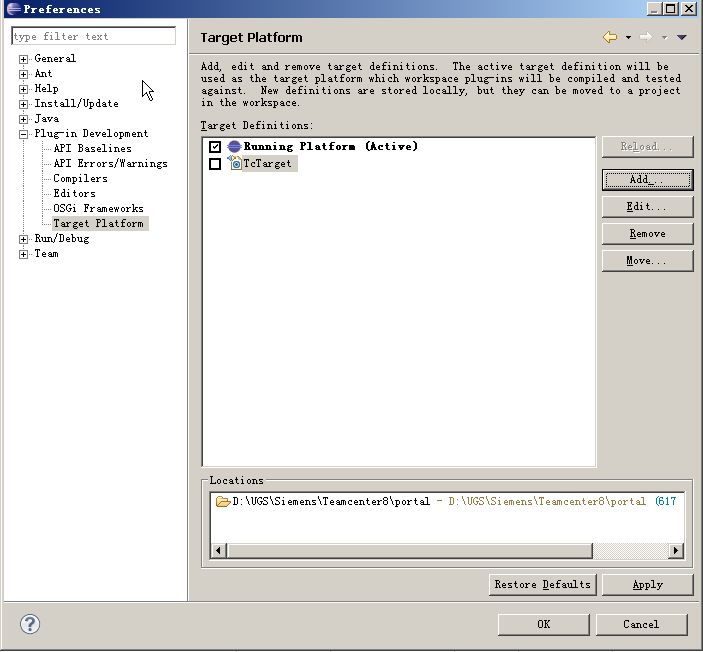 Preferences
type filter text
General
Ant
Help
Install/Update
Java
Plug-in Development
API Baselines
API Errors/Warnings
Compilers
Editors
OSGi Frameworks
Target Platform
Run/Debug
Team
Target Platform
Add, edit and remove target definitions.  The active target definition will be
used as the target platform which workspace plug-ins will be compiled and tested
against.  New definitions are stored locally, but they can be moved to a project
in the workspace.
Target Definitions:
Running Platform (Active)
TcTarget
Reload...
Add...
Edit...
Remove
Move...
Locations
D:\UGS\Siemens\Teamcenter8\portal - D:\UGS\Siemens\Teamcenter8\portal (617
Restore Defaults
Apply
?
OK
Cancel